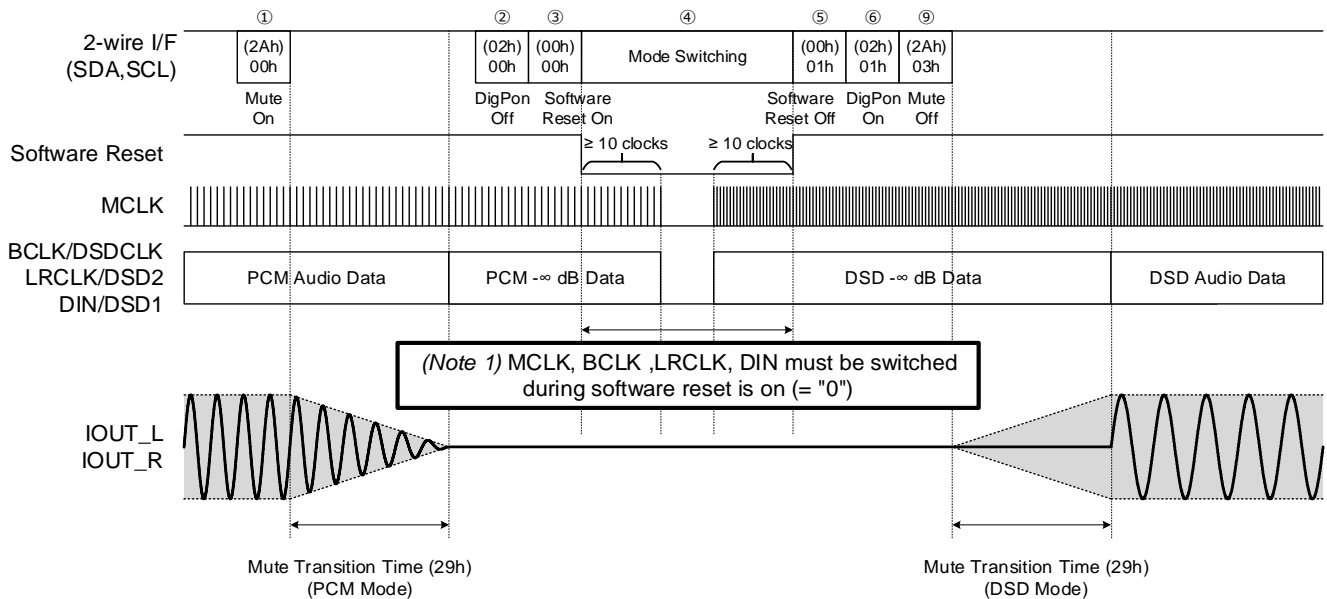 ① ② ③ ④ ⑤ ⑥ ⑨
2-wire I/F
(SDA,SCL)
(2Ah)
00h
(02h)
00h
(00h)
00h
Mode Switching
(00h)
01h
(02h)
01h
(2Ah)
03h
Mute
On
DigPon
Off
Software
Reset On
Software
Reset Off
DigPon
On
Mute
Off
Software Reset
≥ 10 clocks
≥ 10 clocks
MCLK
BCLK/DSDCLK
LRCLK/DSD2
DIN/DSD1
PCM Audio Data
PCM -∞ dB Data
DSD -∞ dB Data
DSD Audio Data
(Note 1) MCLK, BCLK ,LRCLK, DIN must be switched
during software reset is on (= "0")
IOUT_L
IOUT_R
Mute Transition Time (29h)
(PCM Mode)
Mute Transition Time (29h)
(DSD Mode)